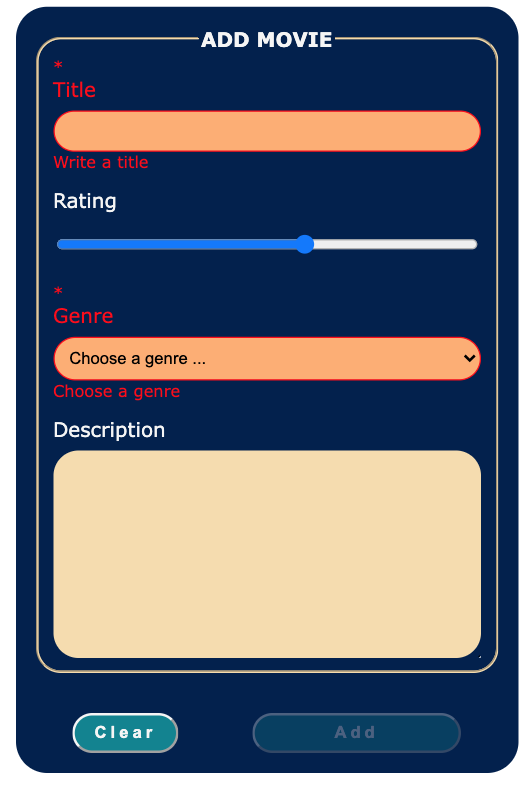 ADD MOVIE
*
Title
Write a title
Rating
*
Genre
Choose a genre ...
Choose a genre
Description
Clear
Add